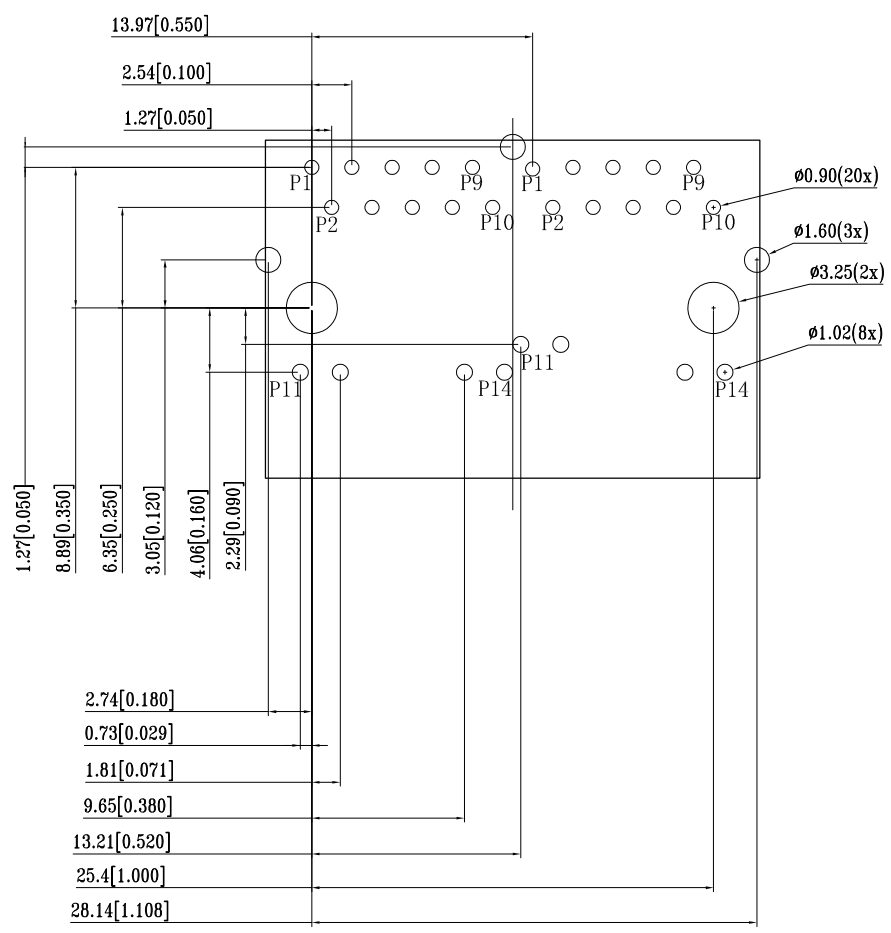 13.97[0.550]
2.54[0.100]
1.27[0.050]
P1
P9
P1
P9
ø0.90(20x)
P2
P10
P2
P10
ø1.60(3x)
ø3.25(2x)
ø1.02(8x)
P11
P11
P14
P14
1.27[0.050]
8.89[0.350]
6.35[0.250]
3.05[0.120]
4.06[0.160]
2.29[0.090]
2.74[0.180]
0.73[0.029]
1.81[0.071]
9.65[0.380]
13.21[0.520]
25.4[1.000]
28.14[1.108]